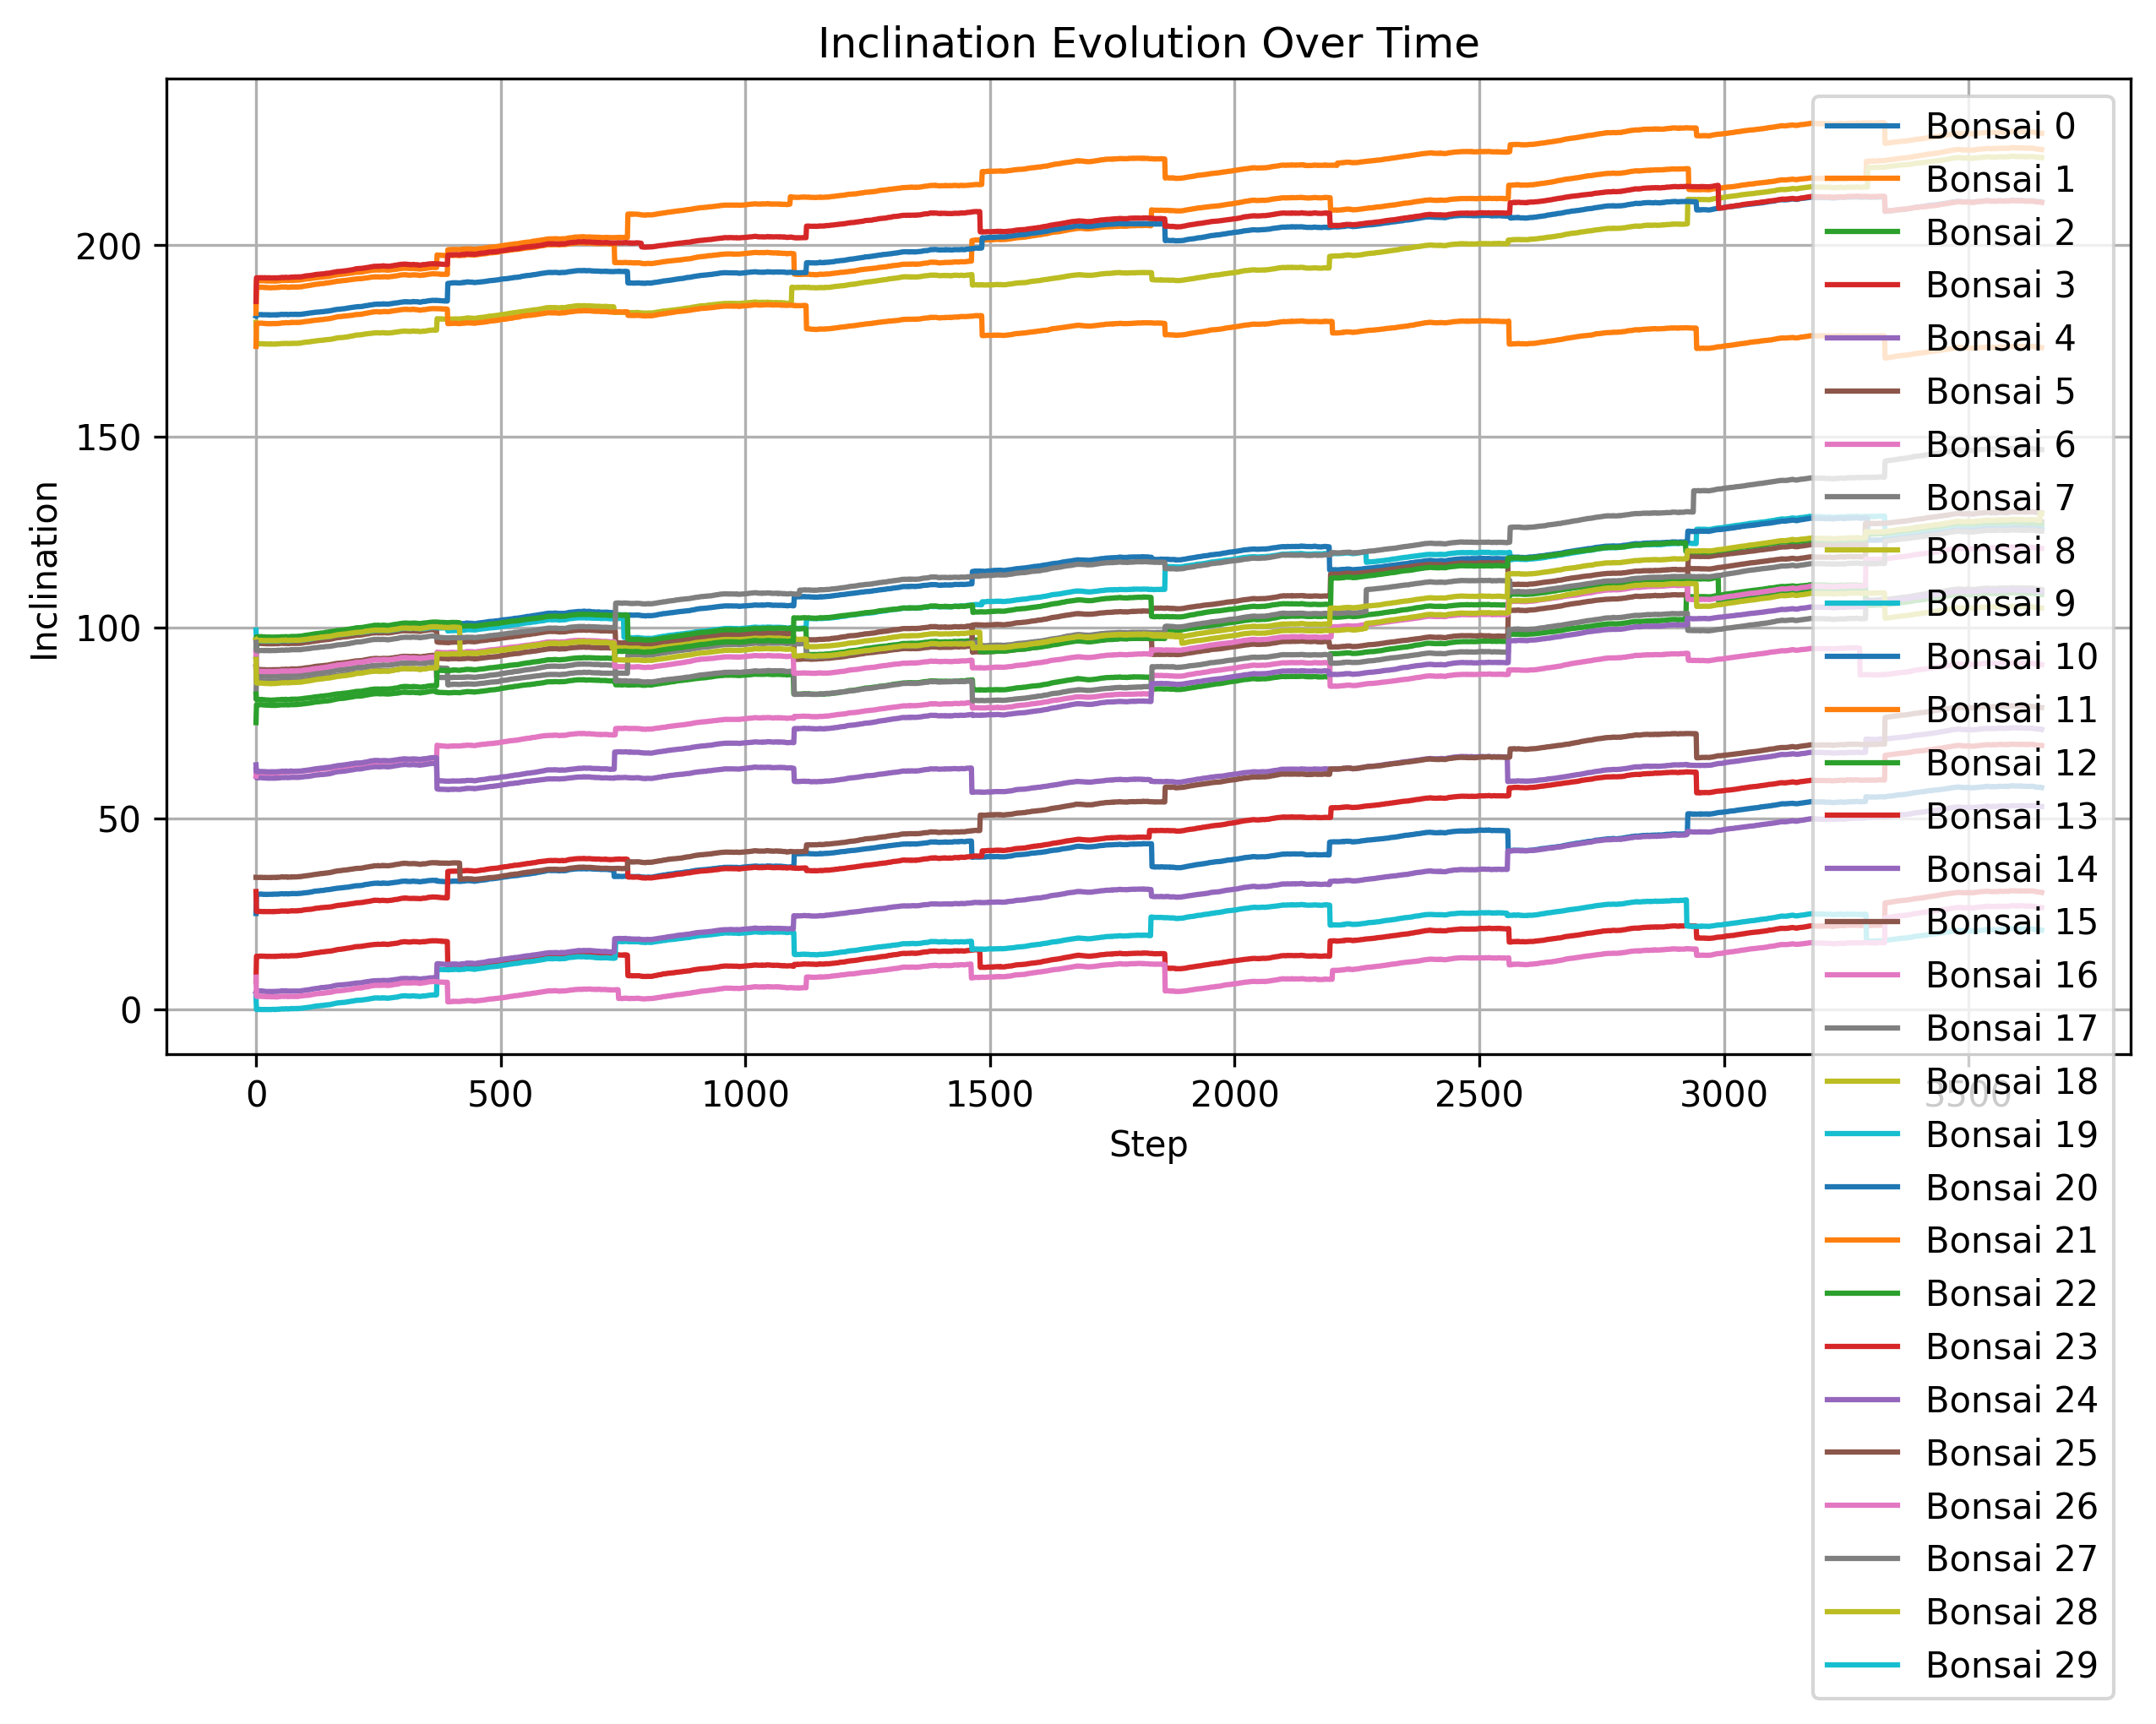 Inclination Evolution Over Time
Inclination
200
150
100
50
0
0 500 1000 1500 2000 2500 3000 3500
Step
Bonsai 0
Bonsai 1
Bonsai 2
Bonsai 3
Bonsai 4
Bonsai 5
Bonsai 6
Bonsai 7
Bonsai 8
Bonsai 9
Bonsai 10
Bonsai 11
Bonsai 12
Bonsai 13
Bonsai 14
Bonsai 15
Bonsai 16
Bonsai 17
Bonsai 18
Bonsai 19
Bonsai 20
Bonsai 21
Bonsai 22
Bonsai 23
Bonsai 24
Bonsai 25
Bonsai 26
Bonsai 27
Bonsai 28
Bonsai 29